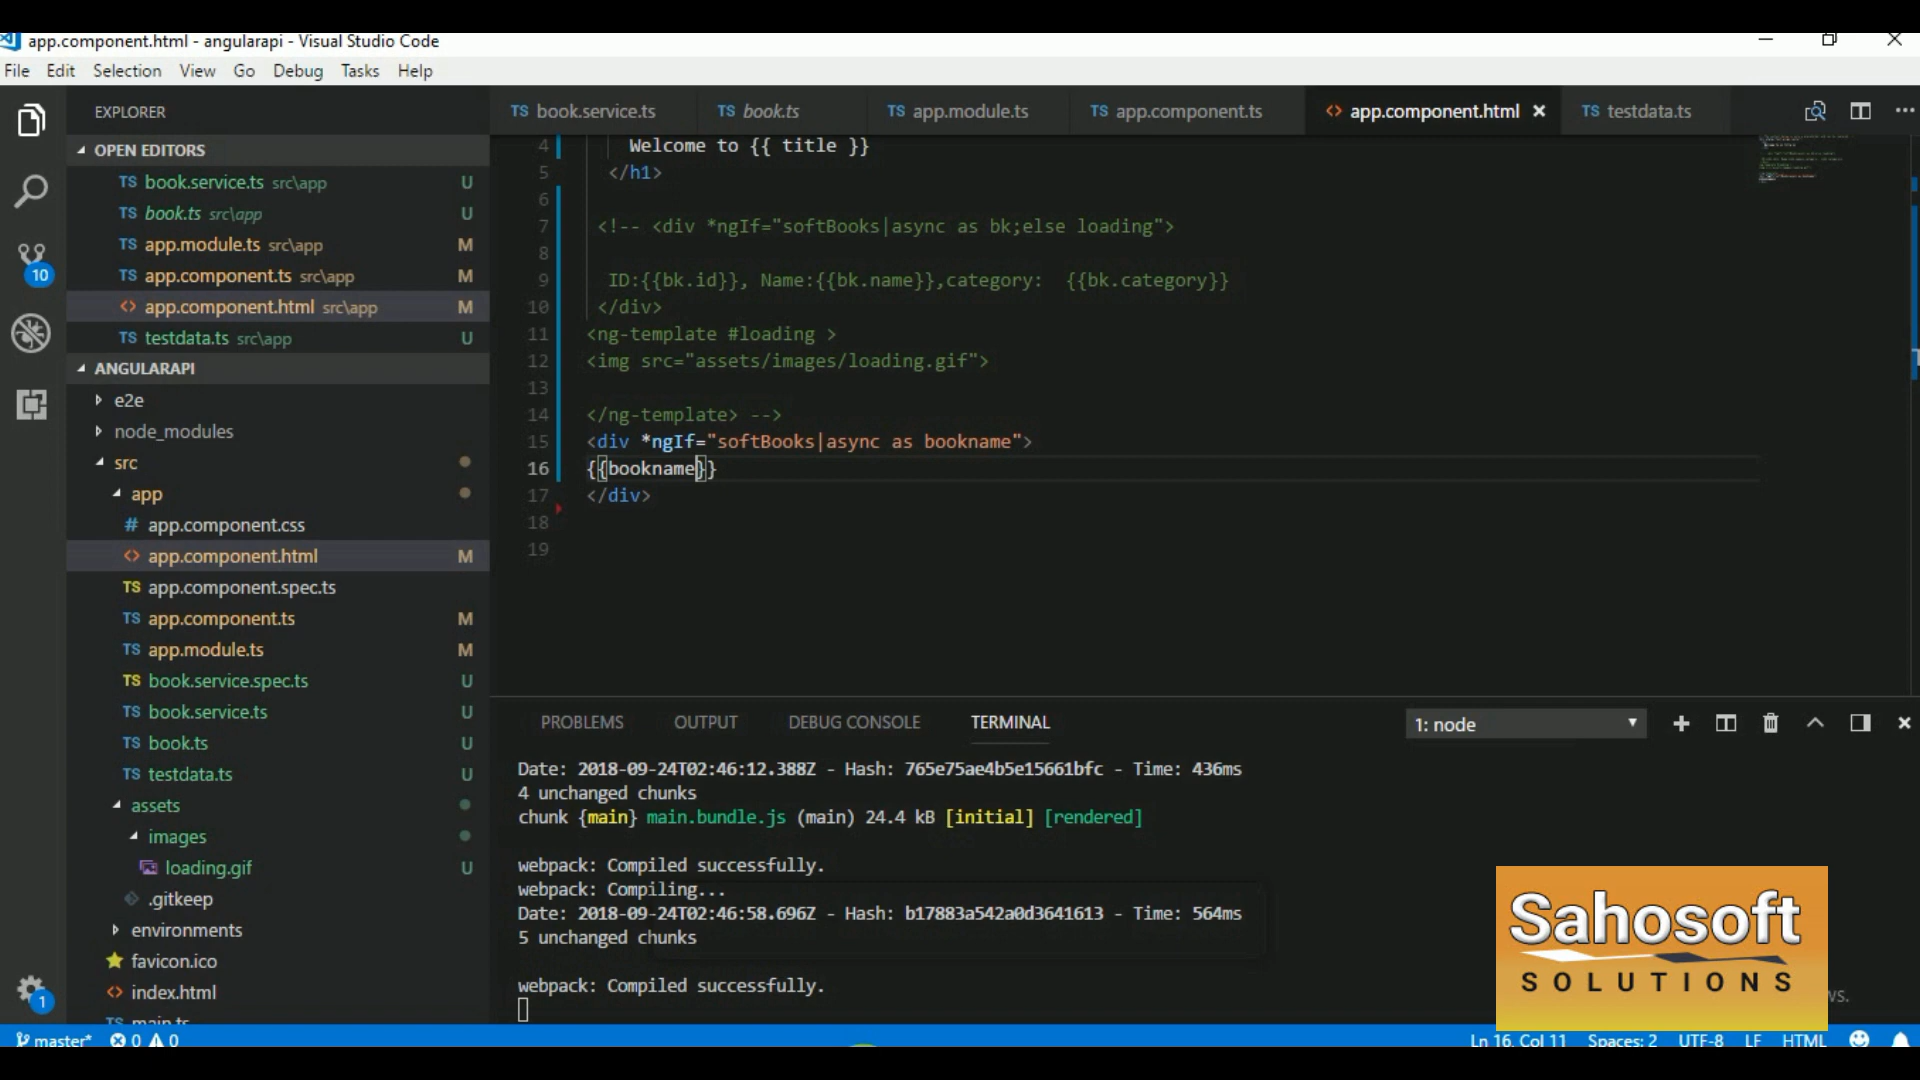 app.component.html - angularapi - Visual Studio Code
File Edit Selection View Go Debug Tasks Help
EXPLORER
OPEN EDITORS
TS book.service.ts src\app U
TS book.ts src\app U
TS app.module.ts src\app M
TS app.component.ts src\app M
<> app.component.html src\app M
TS testdata.ts src\app U
ANGULARAPI
e2e
node_modules
src
app
# app.component.css
<> app.component.html M
TS app.component.spec.ts
TS app.component.ts M
TS app.module.ts M
TS book.service.spec.ts U
TS book.service.ts U
TS book.ts U
TS testdata.ts U
assets
images
loading.gif U
.gitkeep
environments
favicon.ico
<> index.html
TS main.ts
10
1
TS book.service.ts TS book.ts TS app.module.ts TS app.component.ts <> app.component.html TS testdata.ts
4 Welcome to {{ title }}
5 </h1>
6
7 <!-- <div *ngIf="softBooks|async as bk;else loading">
8
9 ID:{{bk.id}}, Name:{{bk.name}},category: {{bk.category}}
10 </div>
11 <ng-template #loading >
12 <img src="assets/images/loading.gif">
13
14 </ng-template> -->
15 <div *ngIf="softBooks|async as bookname">
16 {{bookname}}
17 </div>
18
19
PROBLEMS OUTPUT DEBUG CONSOLE TERMINAL 1: node
Date: 2018-09-24T02:46:12.388Z - Hash: 765e75ae4b5e15661bfc - Time: 436ms
4 unchanged chunks
chunk {main} main.bundle.js (main) 24.4 kB [initial] [rendered]
webpack: Compiled successfully.
webpack: Compiling...
Date: 2018-09-24T02:46:58.696Z - Hash: b17883a542a0d3641613 - Time: 564ms
5 unchanged chunks
webpack: Compiled successfully.
Sahosoft
SOLUTIONS
master* 0 0 Ln 16, Col 11 Spaces: 2 UTF-8 LF HTML